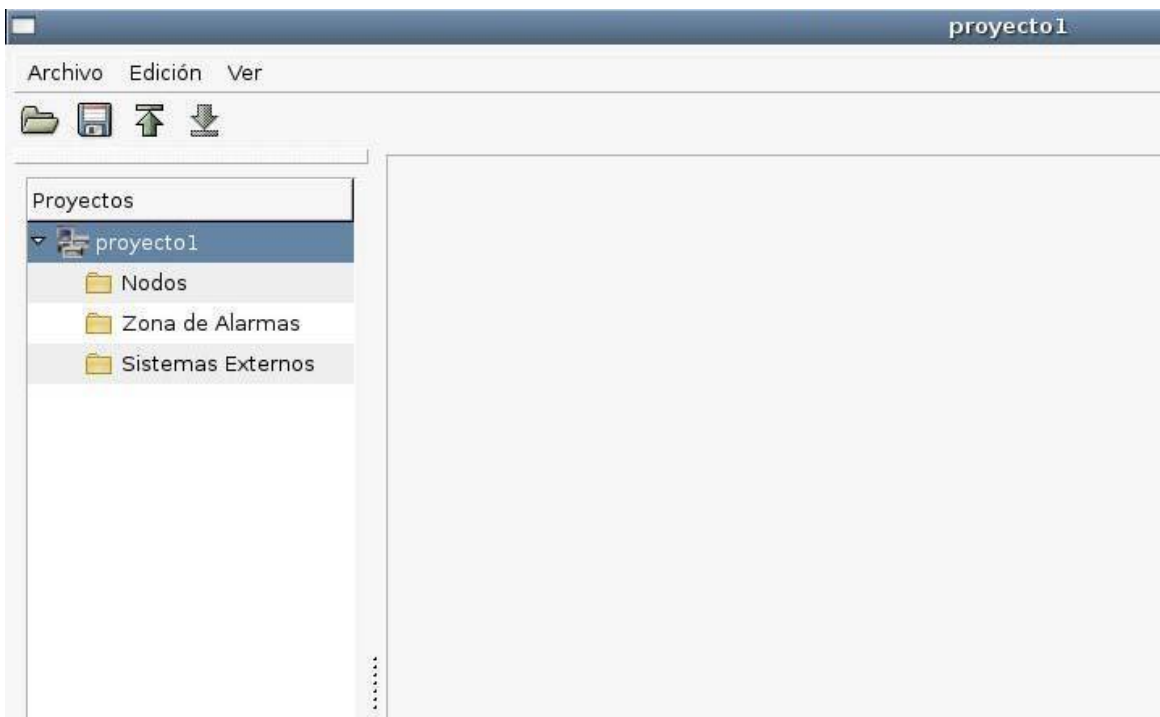 proyecto1
Archivo Edición Ver
Proyectos
proyecto1
Nodos
Zona de Alarmas
Sistemas Externos